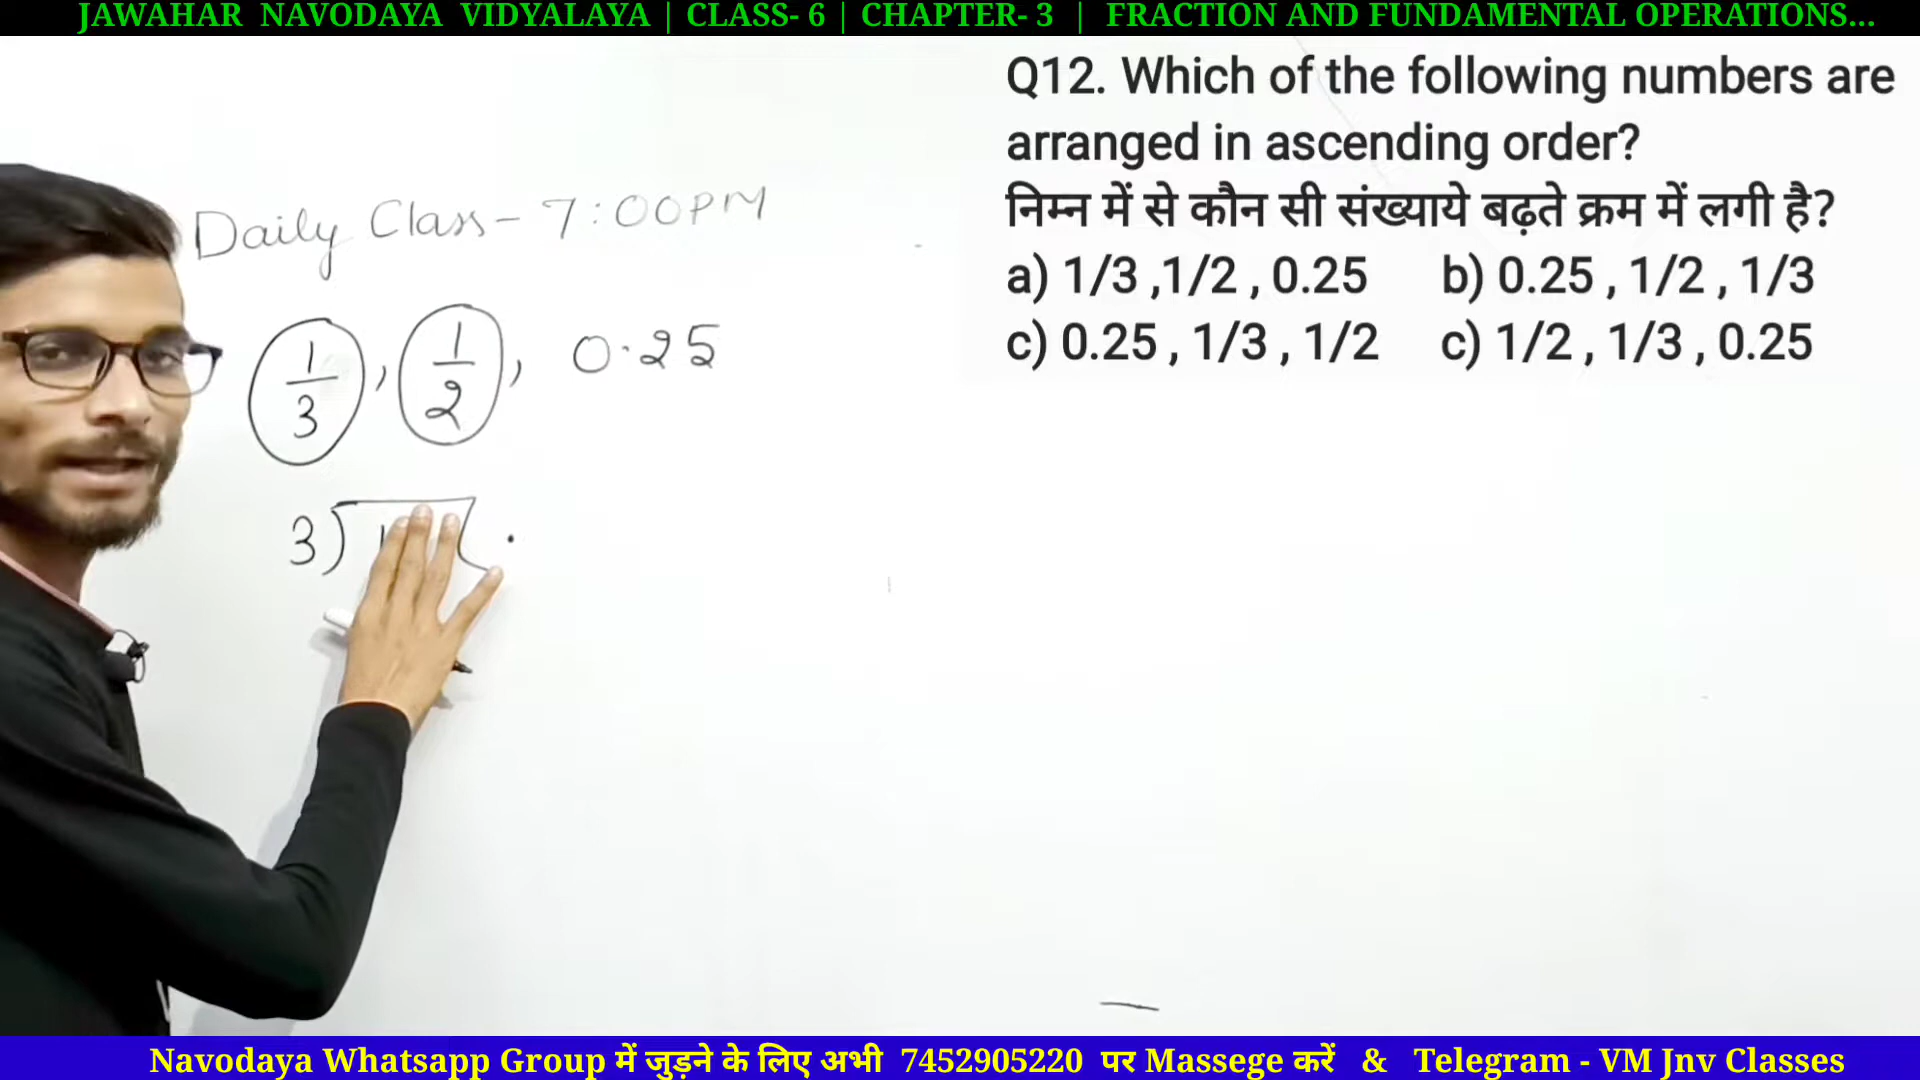 JAWAHAR NAVODAYA VIDYALAYA | CLASS- 6 | CHAPTER- 3 | FRACTION AND FUNDAMENTAL OPERATIONS...
Q12. Which of the following numbers are
arranged in ascending order?
निम्न में से कौन सी संख्याये बढ़ते क्रम में लगी है?
a) 1/3 ,1/2 , 0.25 b) 0.25 , 1/2 , 1/3
c) 0.25 , 1/3 , 1/2 c) 1/2 , 1/3 , 0.25
Daily Class - 7:00PM
1/3 , 1/2 , 0.25
3) 1 ( .
Navodaya Whatsapp Group में जुड़ने के लिए अभी 7452905220 पर Massege करें & Telegram - VM Jnv Classes